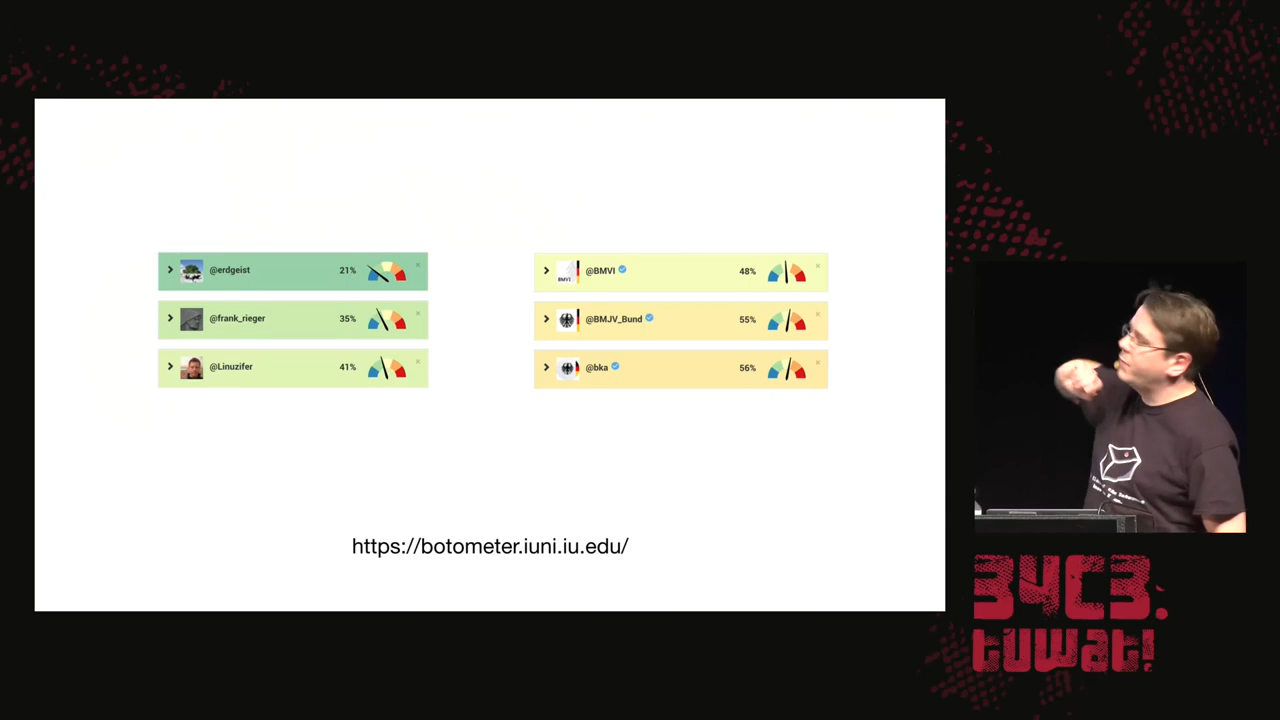 @erdgeist 21%
@frank_rieger 35%
@Linuzifer 41%
BMVI @BMVI 48%
@BMJV_Bund 55%
@bka 56%
https://botometer.iuni.iu.edu/
34C3.
tuwat!